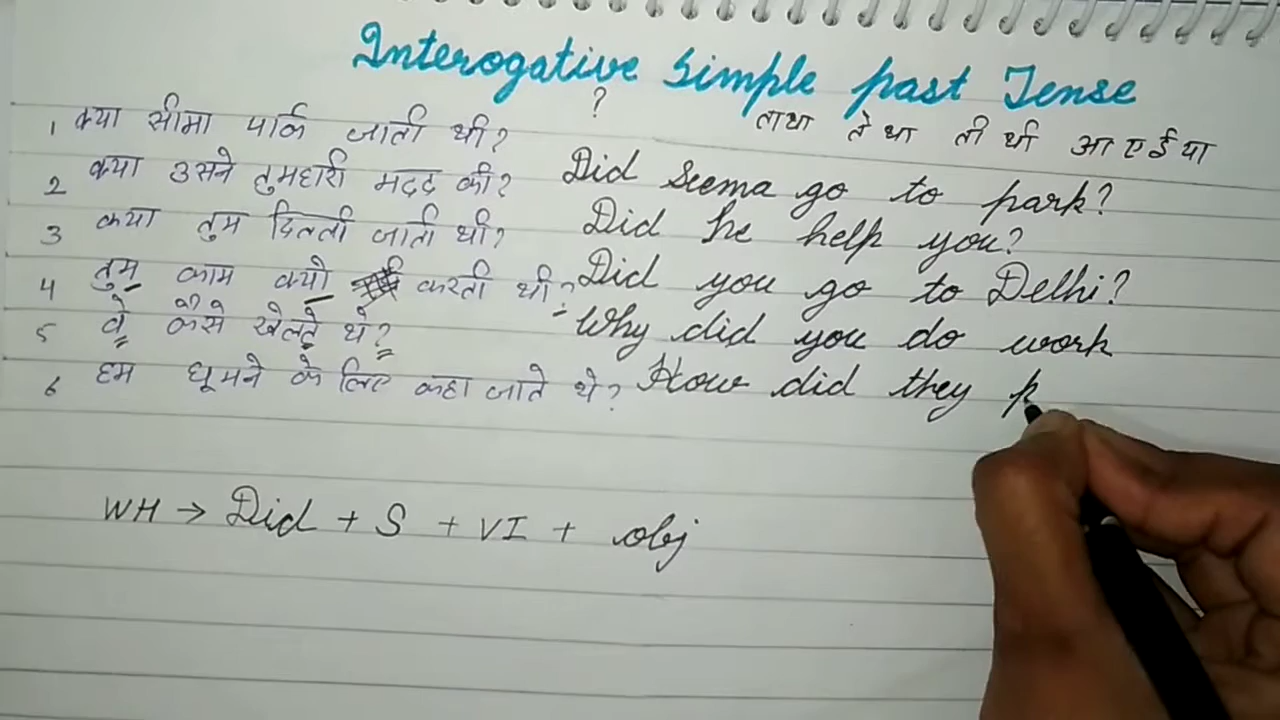 Interogative Simple past Tense
?
ताथा तेथा तीथी आएईया
1 क्या सीमा पार्क जाती थी?
Did Seema go to park?
2 क्या उसने तुमहारी मदद की?
Did he help you?
3 क्या तुम दिल्ली जाती थी?
Did you go to Delhi?
4 तुम काम क्यो करती थी?
Why did you do work
5 वे कैसे खेलते थे?
How did they p
6 हम घूमने के लिए कहा जाते थे?
WH → Did + S + VI + obj